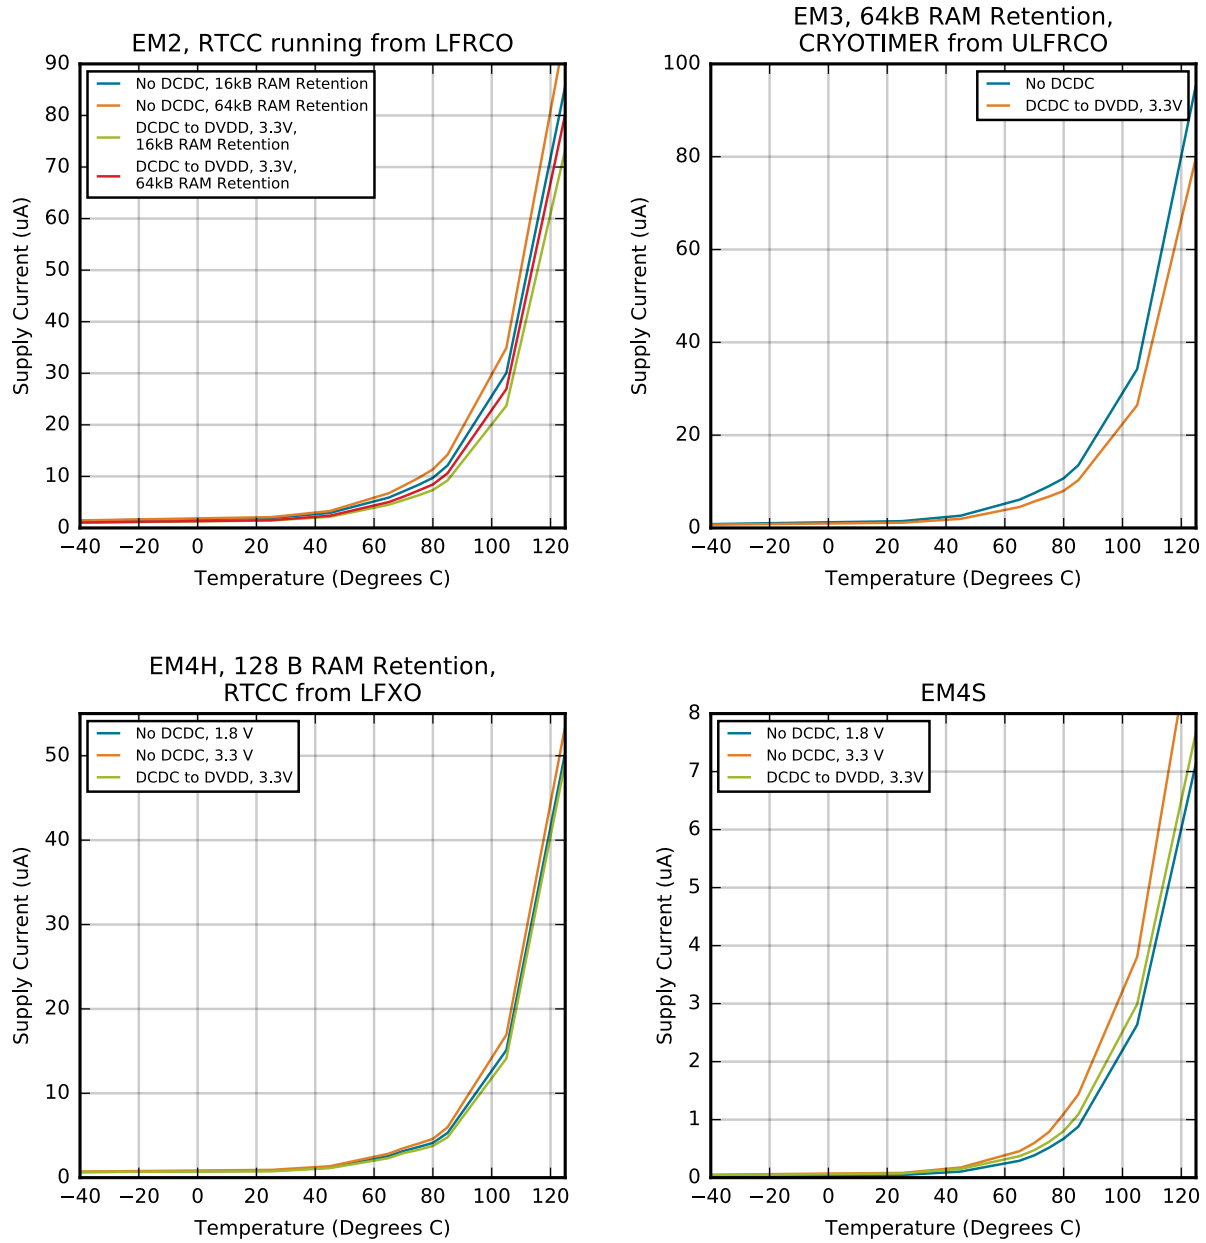 EM2, RTCC running from LFRCO
90
80
70
60
50
40
30
20
10
0
Supply Current (uA)
No DCDC, 16kB RAM Retention
No DCDC, 64kB RAM Retention
DCDC to DVDD, 3.3V,
16kB RAM Retention
DCDC to DVDD, 3.3V,
64kB RAM Retention
−40 −20 0 20 40 60 80 100 120
Temperature (Degrees C)
EM3, 64kB RAM Retention,
CRYOTIMER from ULFRCO
100
80
60
40
20
0
Supply Current (uA)
No DCDC
DCDC to DVDD, 3.3V
−40 −20 0 20 40 60 80 100 120
Temperature (Degrees C)
EM4H, 128 B RAM Retention,
RTCC from LFXO
50
40
30
20
10
0
Supply Current (uA)
No DCDC, 1.8 V
No DCDC, 3.3 V
DCDC to DVDD, 3.3V
−40 −20 0 20 40 60 80 100 120
Temperature (Degrees C)
EM4S
8
7
6
5
4
3
2
1
0
Supply Current (uA)
No DCDC, 1.8 V
No DCDC, 3.3 V
DCDC to DVDD, 3.3V
−40 −20 0 20 40 60 80 100 120
Temperature (Degrees C)